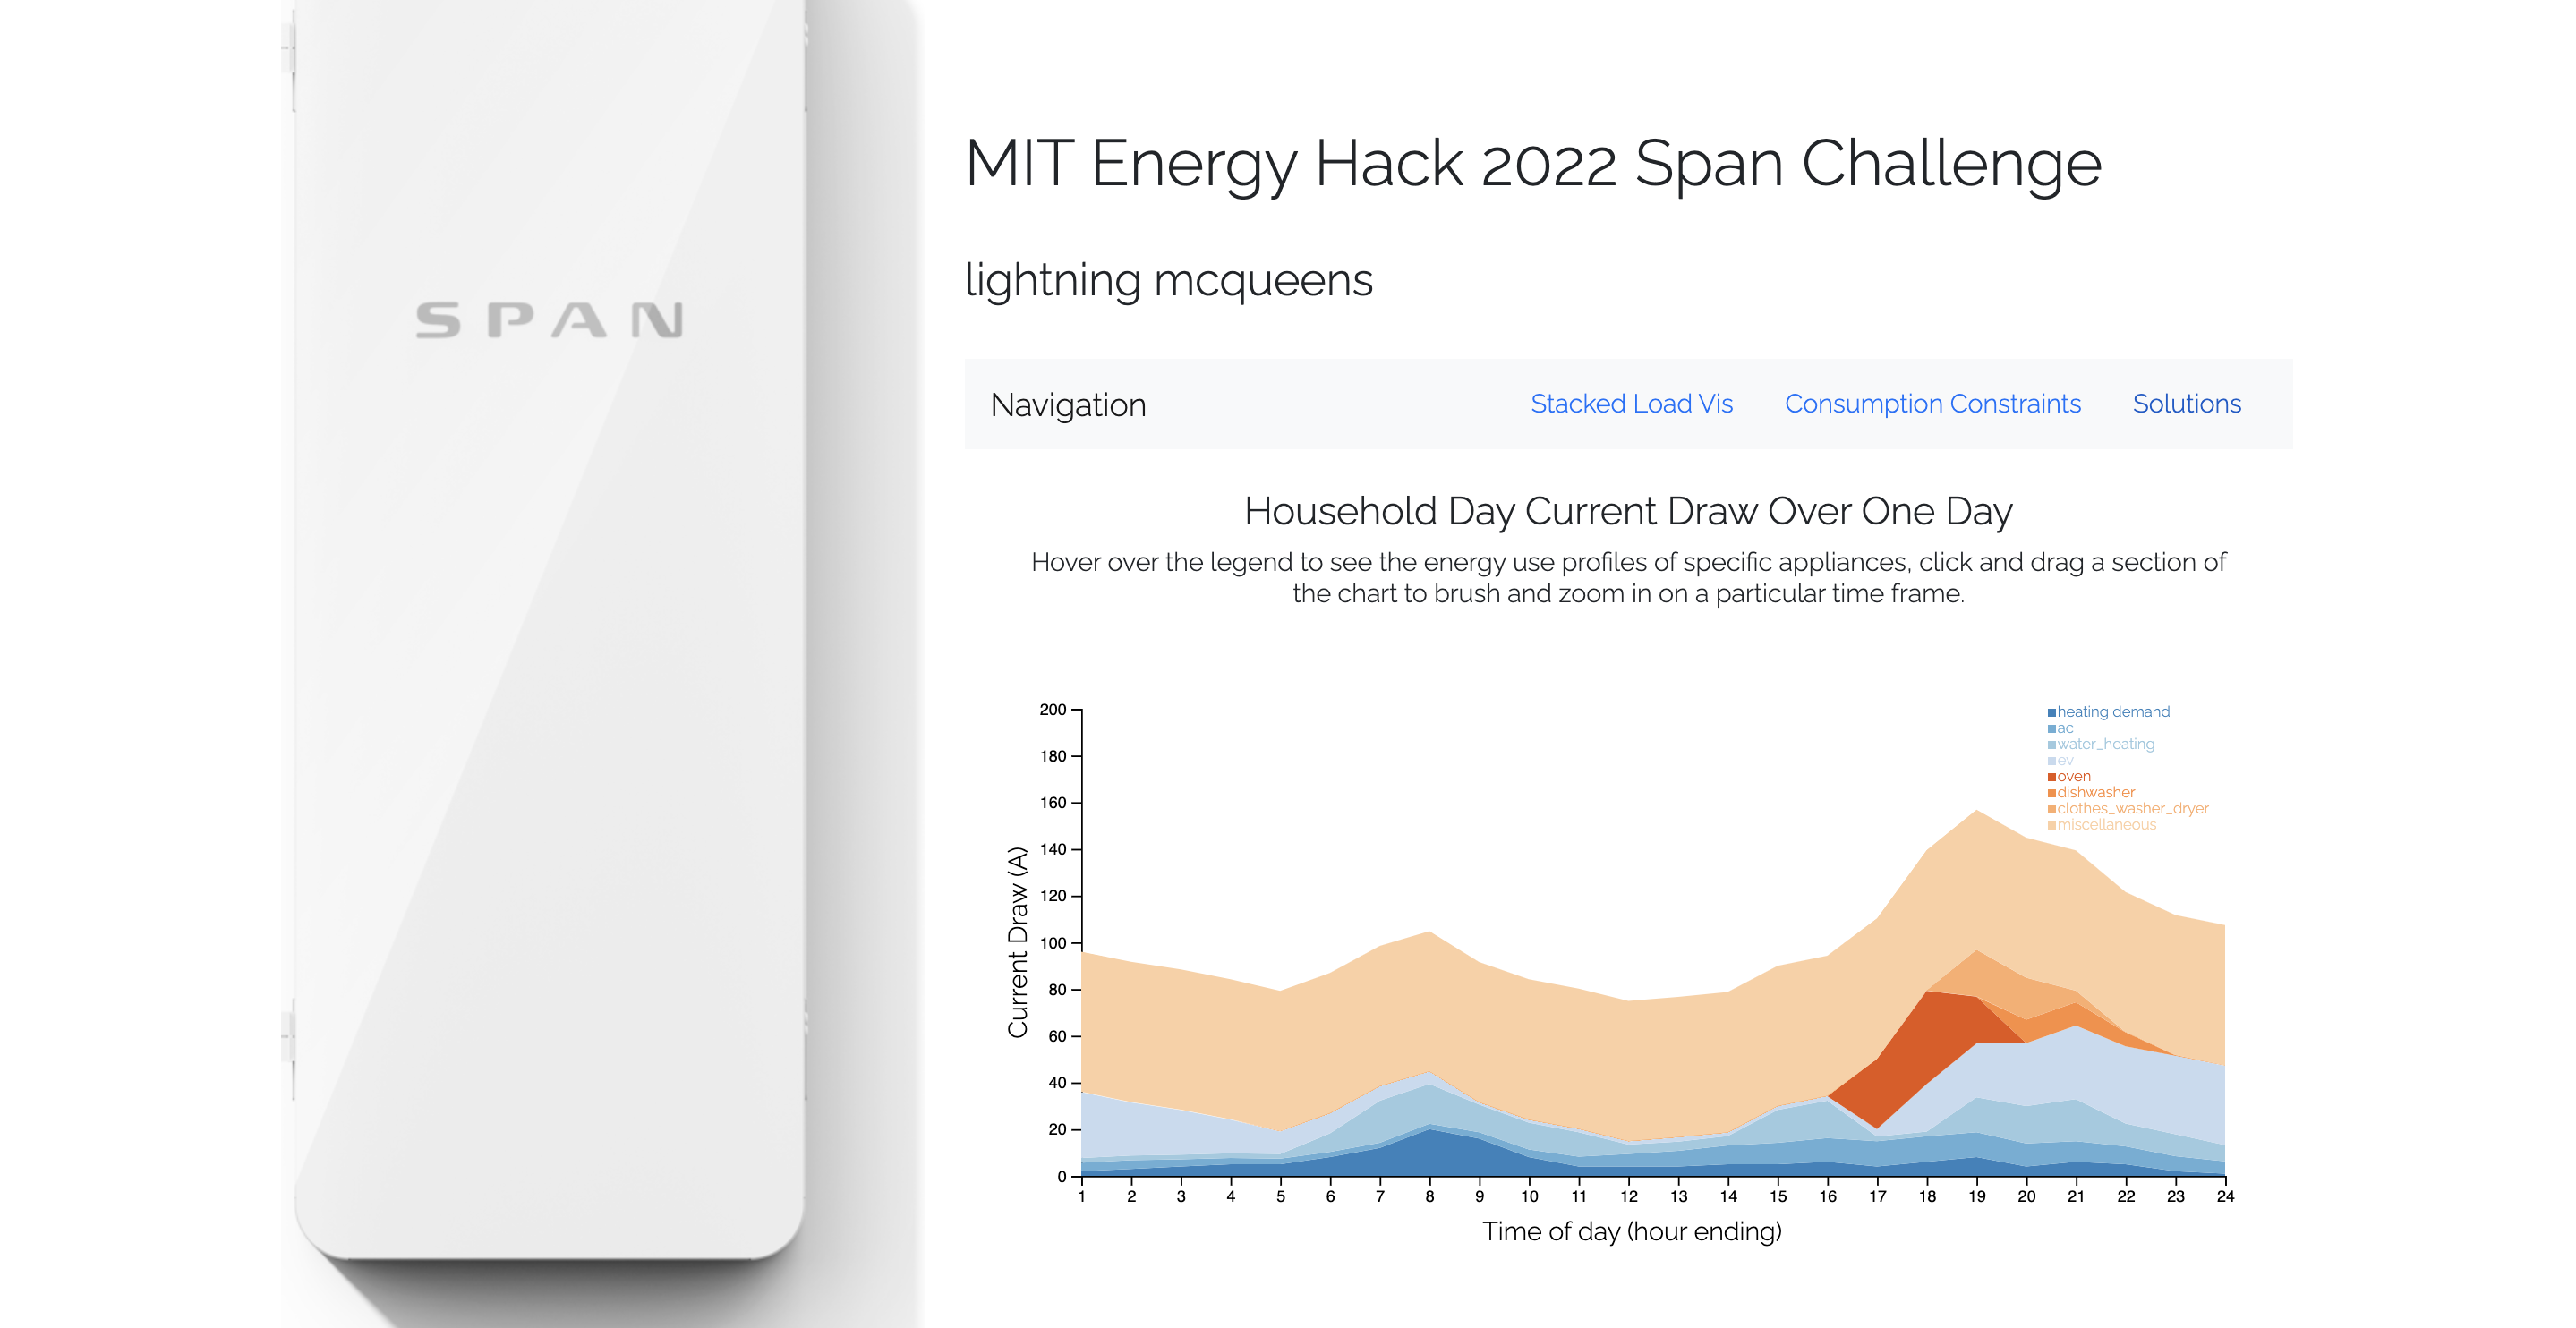 SPAN
MIT Energy Hack 2022 Span Challenge
lightning mcqueens
Navigation
Stacked Load Vis
Consumption Constraints
Solutions
Household Day Current Draw Over One Day
Hover over the legend to see the energy use profiles of specific appliances, click and drag a section of
the chart to brush and zoom in on a particular time frame.
200
180
160
140
120
100
80
60
40
20
0
Current Draw (A)
heating demand
ac
water_heating
ev
oven
dishwasher
clothes_washer_dryer
miscellaneous
1 2 3 4 5 6 7 8 9 10 11 12 13 14 15 16 17 18 19 20 21 22 23 24
Time of day (hour ending)